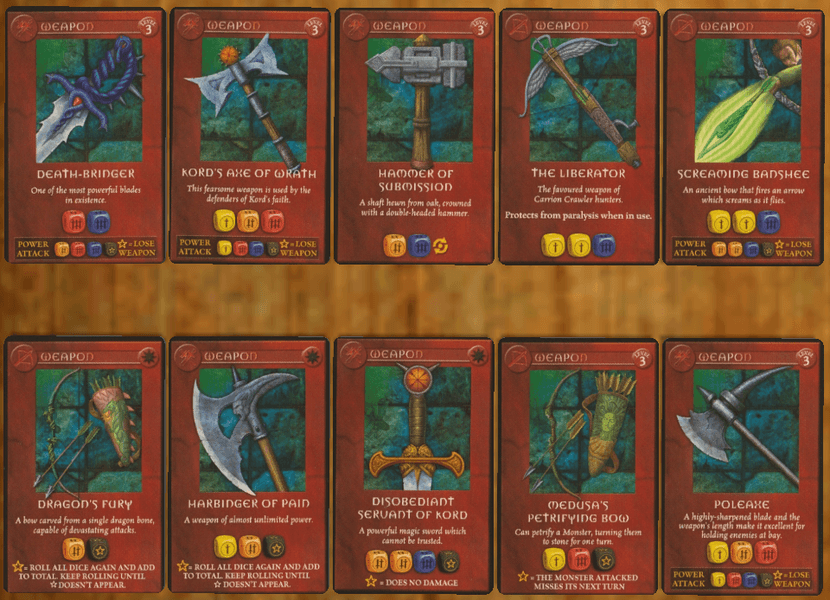 WEAPON LEVEL 3
DEATH-BRINGER
One of the most powerful blades
in existence.
POWER ATTACK = LOSE WEAPON
WEAPON LEVEL 3
KORD'S AXE OF WRATH
This fearsome weapon is used by the
defenders of Kord's faith.
POWER ATTACK = LOSE WEAPON
WEAPON LEVEL 3
HAMMER OF
SUBMISSION
A shaft hewn from oak, crowned
with a double-headed hammer.
WEAPON LEVEL 3
THE LIBERATOR
The favoured weapon of
Carrion Crawler hunters.
Protects from paralysis when in use.
WEAPON LEVEL 3
SCREAMING BANSHEE
An ancient bow that fires an arrow
which screams as it flies.
POWER ATTACK = LOSE WEAPON
WEAPON
DRAGON'S FURY
A bow carved from a single dragon bone,
capable of devastating attacks.
= ROLL ALL DICE AGAIN AND ADD
TO TOTAL. KEEP ROLLING UNTIL
DOESN'T APPEAR.
WEAPON
HARBINGER OF PAIN
A weapon of almost unlimited power.
= ROLL ALL DICE AGAIN AND ADD
TO TOTAL. KEEP ROLLING UNTIL
DOESN'T APPEAR.
WEAPON
DISOBEDIANT
SERVANT OF KORD
A powerful magic sword which
cannot be trusted.
= DOES NO DAMAGE
WEAPON LEVEL 3
MEDUSA'S
PETRIFYING BOW
Can petrify a Monster, turning them
to stone for one turn.
= THE MONSTER ATTACKED
MISSES ITS NEXT TURN
WEAPON LEVEL 3
POLEAXE
A highly-sharpened blade and the
weapon's length make it excellent for
holding enemies at bay.
POWER ATTACK = LOSE WEAPON